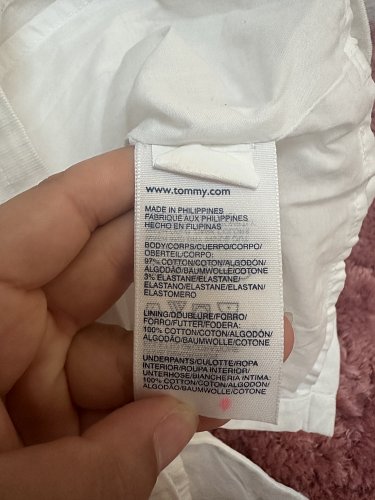 www.tommy.com
MADE IN PHILIPPINES
FABRIQUE AUX PHILIPPINES
HECHO EN FILIPINAS
BODY/CORPS/CUERPO/CORPO/
OBERTEIL/CORPO:
97% COTTON/COTON/ALGODÓN/
ALGODÃO/BAUMWOLLE/COTONE
3% ELASTANE/ÉLASTHANNE/
ELASTANO/ELASTANE/ELASTAN/
ELASTOMERO
LINING/DOUBLURE/FORRO/
FORRO/FUTTER/FODERA:
100% COTTON/COTON/ALGODÓN/
ALGODÃO/BAUMWOLLE/COTONE
UNDERPANTS/CULOTTE/ROPA
INTERIOR/ROUPA INTERIOR/
UNTERHOSE/BIANCHERIA INTIMA:
100% COTTON/COTON/ALGODÓN/
ALGODÃO/BAUMWOLLE/COTONE